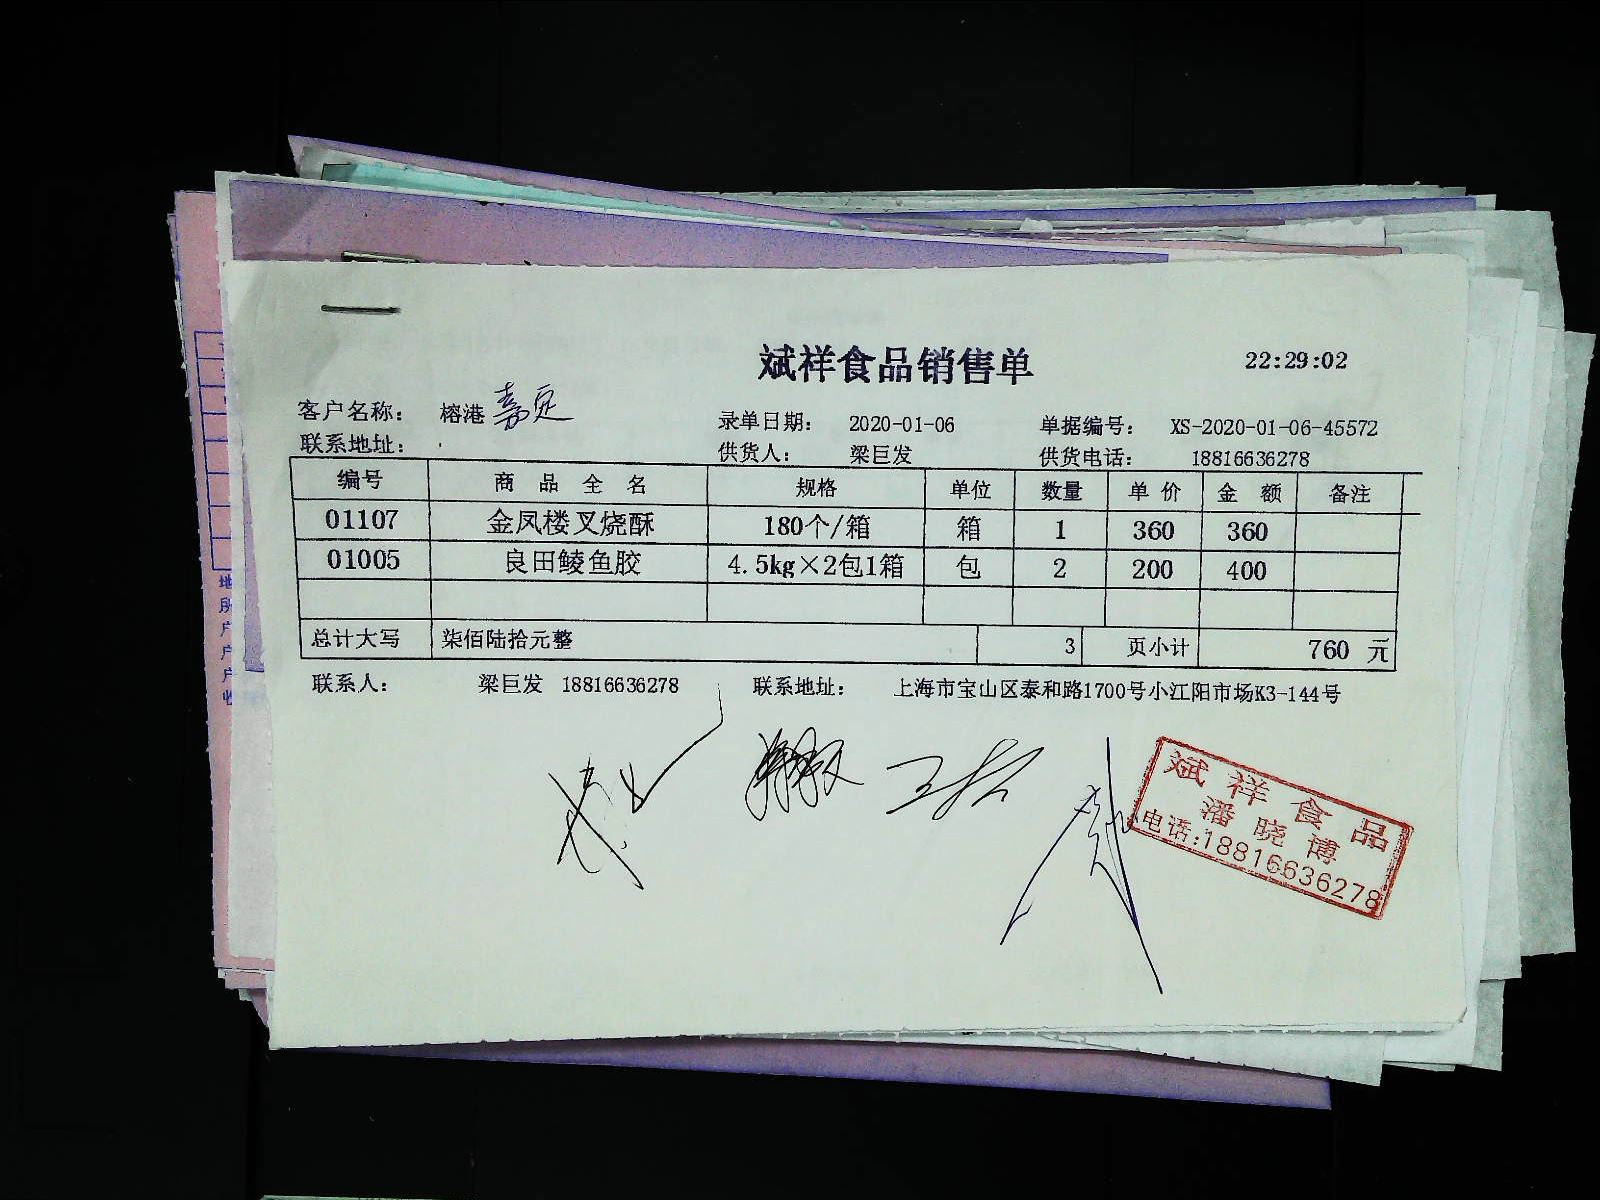 斌祥食品销售单 22:29:02
客户名称： 榕港 嘉定 录单日期： 2020-01-06 单据编号： XS-2020-01-06-45572
联系地址： 供货人： 梁巨发 供货电话： 18816636278
编号 商品全名 规格 单位 数量 单价 金额 备注
01107 金凤楼叉烧酥 180个/箱 箱 1 360 360
01005 良田鲮鱼胶 4.5kg×2包1箱 包 2 200 400
总计大写 柒佰陆拾元整 3 页小计 760 元
联系人： 梁巨发 18816636278 联系地址： 上海市宝山区泰和路1700号小江阳市场K3-144号
斌祥食品
潘晓博
电话:18816636278
地
所
户
户
户
收